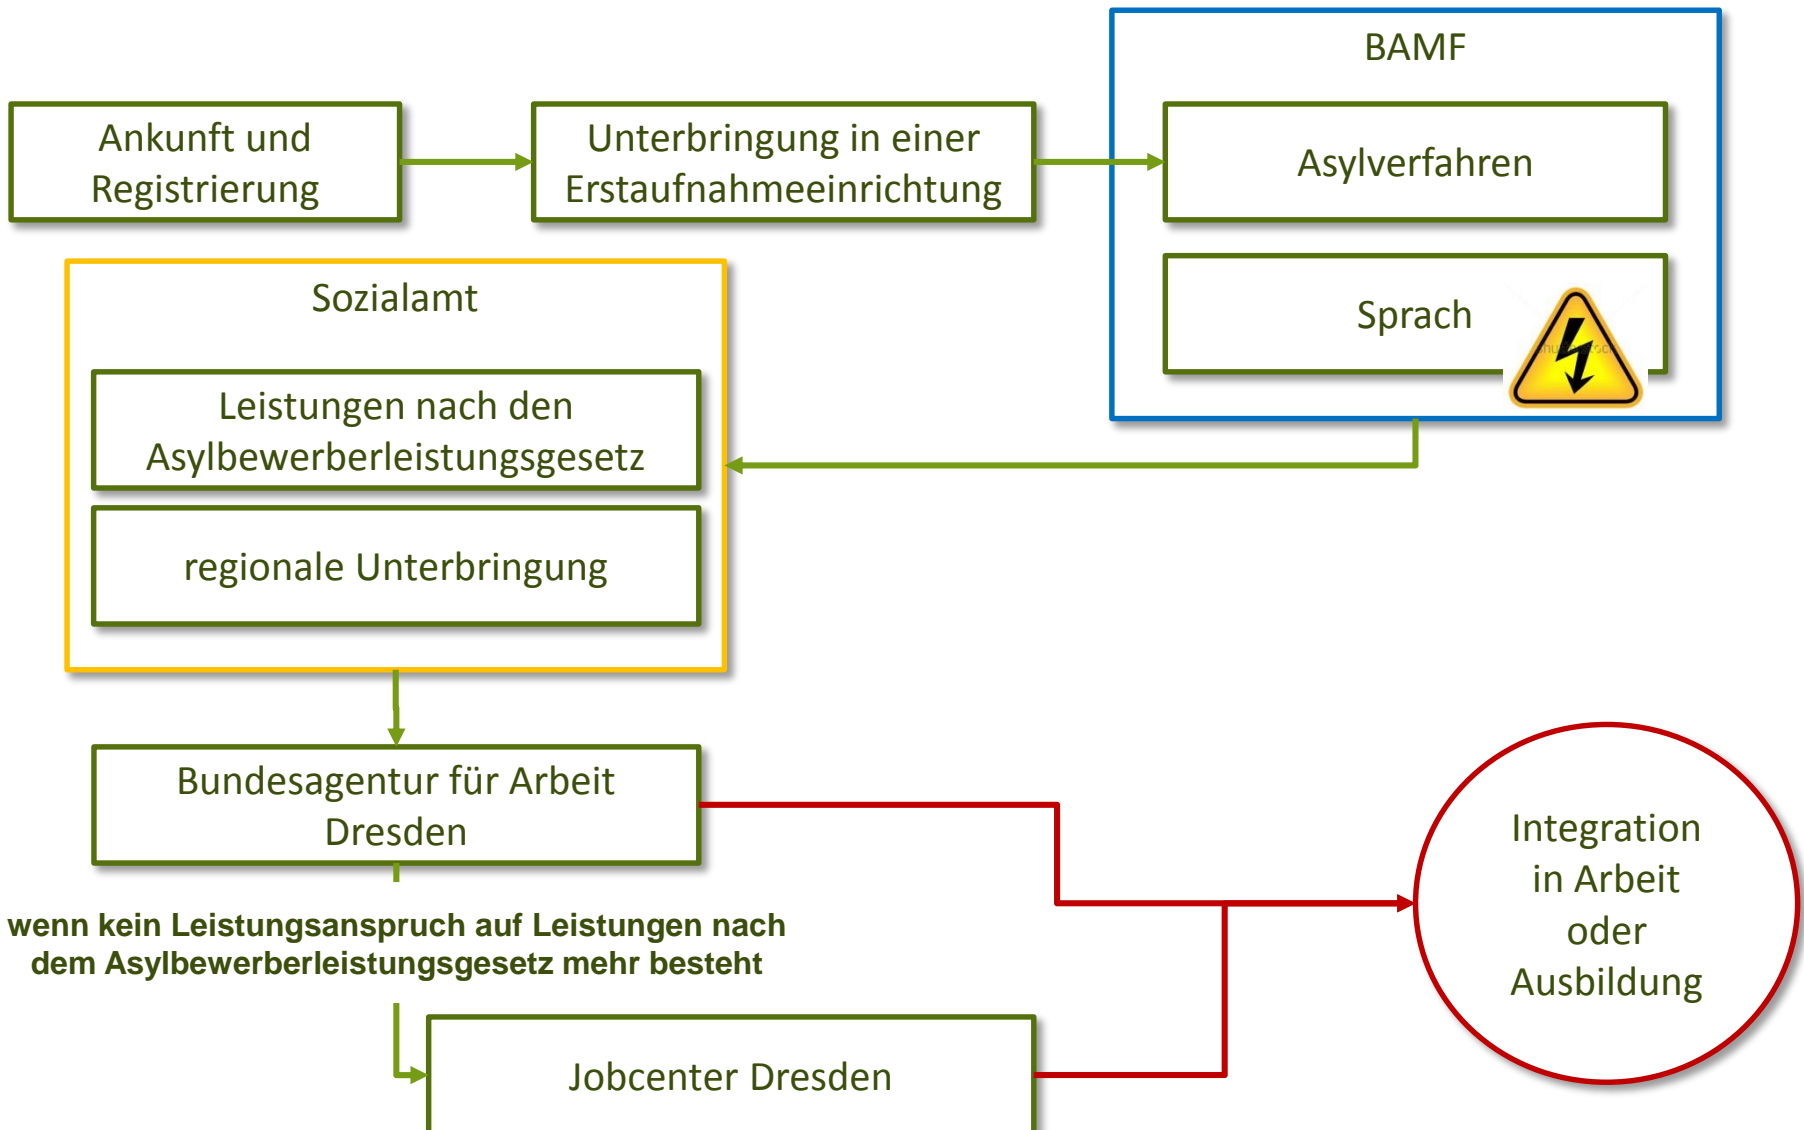 BAMF
Ankunft und
Registrierung
Unterbringung in einer
Erstaufnahmeeinrichtung
Asylverfahren
Sprach
Sozialamt
Leistungen nach den
Asylbewerberleistungsgesetz
regionale Unterbringung
Bundesagentur für Arbeit
Dresden
wenn kein Leistungsanspruch auf Leistungen nach
dem Asylbewerberleistungsgesetz mehr besteht
Jobcenter Dresden
Integration
in Arbeit
oder
Ausbildung